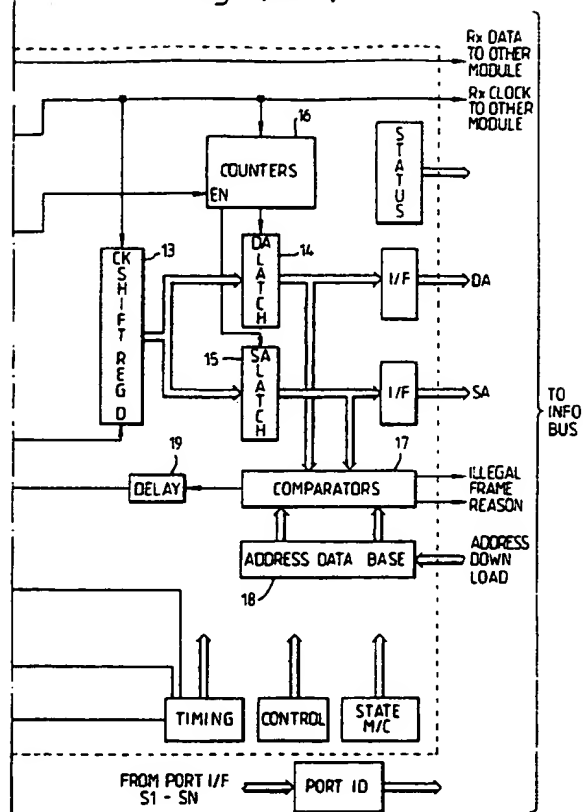 Rx DATA
TO OTHER
MODULE
Rx CLOCK
TO OTHER
MODULE
16
COUNTERS
EN
STATUS
13
CK
SHIFT REG
D
DA
LATCH
14
I/F
DA
15
SA
LATCH
I/F
SA
TO
INFO
BUS
19
DELAY
17
COMPARATORS
ILLEGAL
FRAME
REASON
ADDRESS DATA BASE
18
ADDRESS
DOWN
LOAD
TIMING
CONTROL
STATE
M/C
FROM PORT I/F
S1 - SN
PORT ID